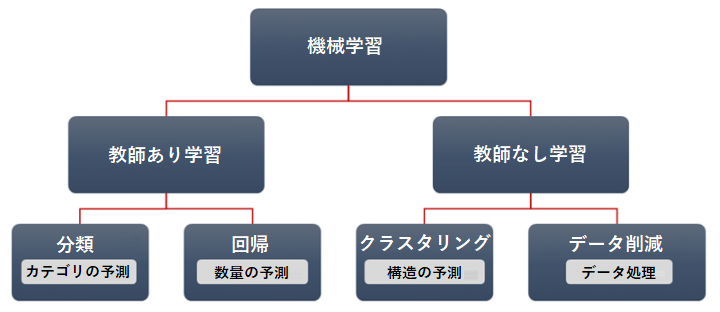 機械学習
教師あり学習
教師なし学習
分類
カテゴリの予測
回帰
数量の予測
クラスタリング
構造の予測
データ削減
データ処理